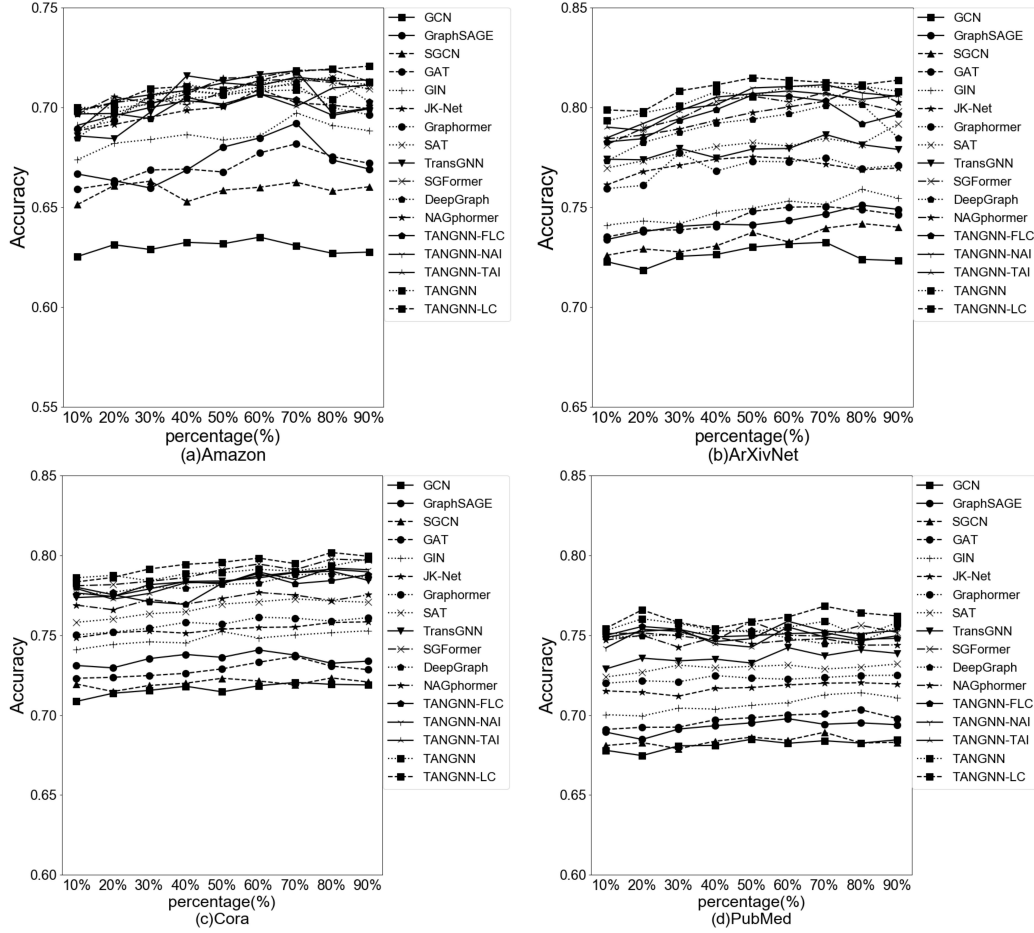 0.75
0.70
0.65
0.60
0.55
Accuracy
10% 20% 30% 40% 50% 60% 70% 80% 90%
percentage(%)
(a)Amazon
GCN
GraphSAGE
SGCN
GAT
GIN
JK-Net
Graphormer
SAT
TransGNN
SGFormer
DeepGraph
NAGphormer
TANGNN-FLC
TANGNN-NAI
TANGNN-TAI
TANGNN
TANGNN-LC
0.85
0.80
0.75
0.70
0.65
Accuracy
10% 20% 30% 40% 50% 60% 70% 80% 90%
percentage(%)
(b)ArXivNet
GCN
GraphSAGE
SGCN
GAT
GIN
JK-Net
Graphormer
SAT
TransGNN
SGFormer
DeepGraph
NAGphormer
TANGNN-FLC
TANGNN-NAI
TANGNN-TAI
TANGNN
TANGNN-LC
0.85
0.80
0.75
0.70
0.65
0.60
Accuracy
10% 20% 30% 40% 50% 60% 70% 80% 90%
percentage(%)
(c)Cora
GCN
GraphSAGE
SGCN
GAT
GIN
JK-Net
Graphormer
SAT
TransGNN
SGFormer
DeepGraph
NAGphormer
TANGNN-FLC
TANGNN-NAI
TANGNN-TAI
TANGNN
TANGNN-LC
0.85
0.80
0.75
0.70
0.65
0.60
Accuracy
10% 20% 30% 40% 50% 60% 70% 80% 90%
percentage(%)
(d)PubMed
GCN
GraphSAGE
SGCN
GAT
GIN
JK-Net
Graphormer
SAT
TransGNN
SGFormer
DeepGraph
NAGphormer
TANGNN-FLC
TANGNN-NAI
TANGNN-TAI
TANGNN
TANGNN-LC